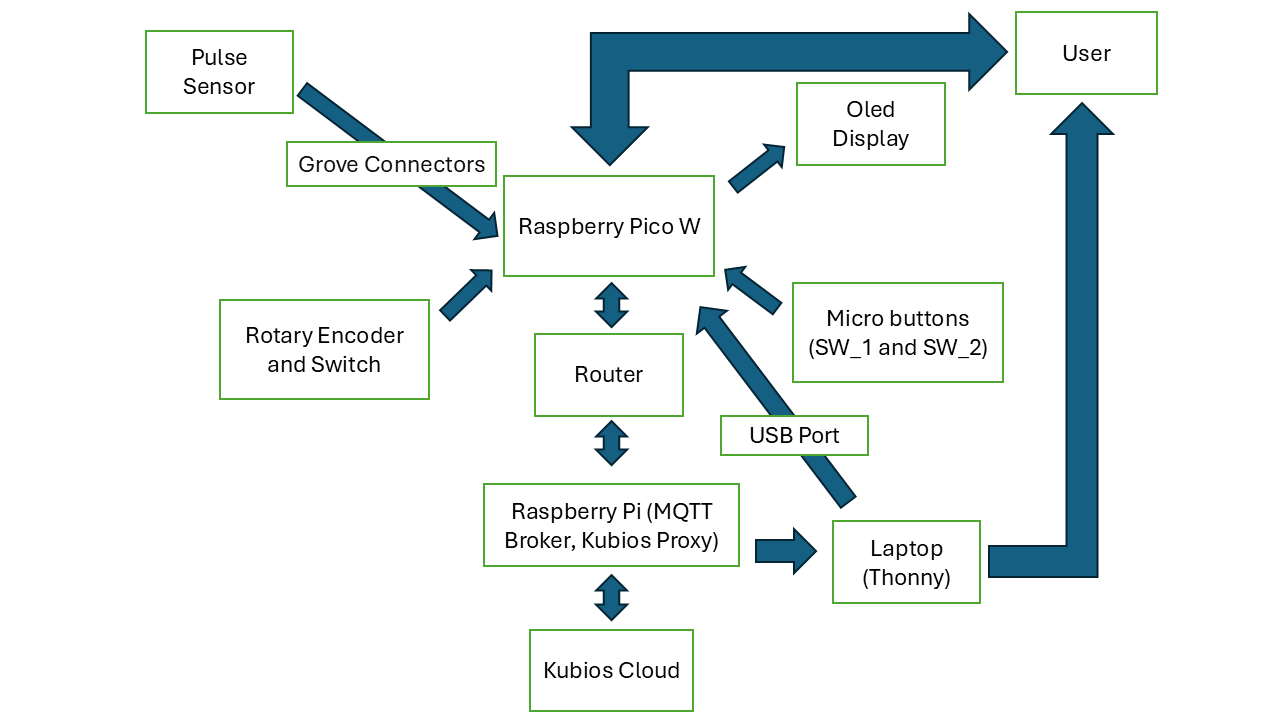 Pulse
Sensor
User
Oled
Display
Grove Connectors
Raspberry Pico W
Rotary Encoder
and Switch
Micro buttons
(SW_1 and SW_2)
Router
USB Port
Raspberry Pi (MQTT
Broker, Kubios Proxy)
Laptop
(Thonny)
Kubios Cloud